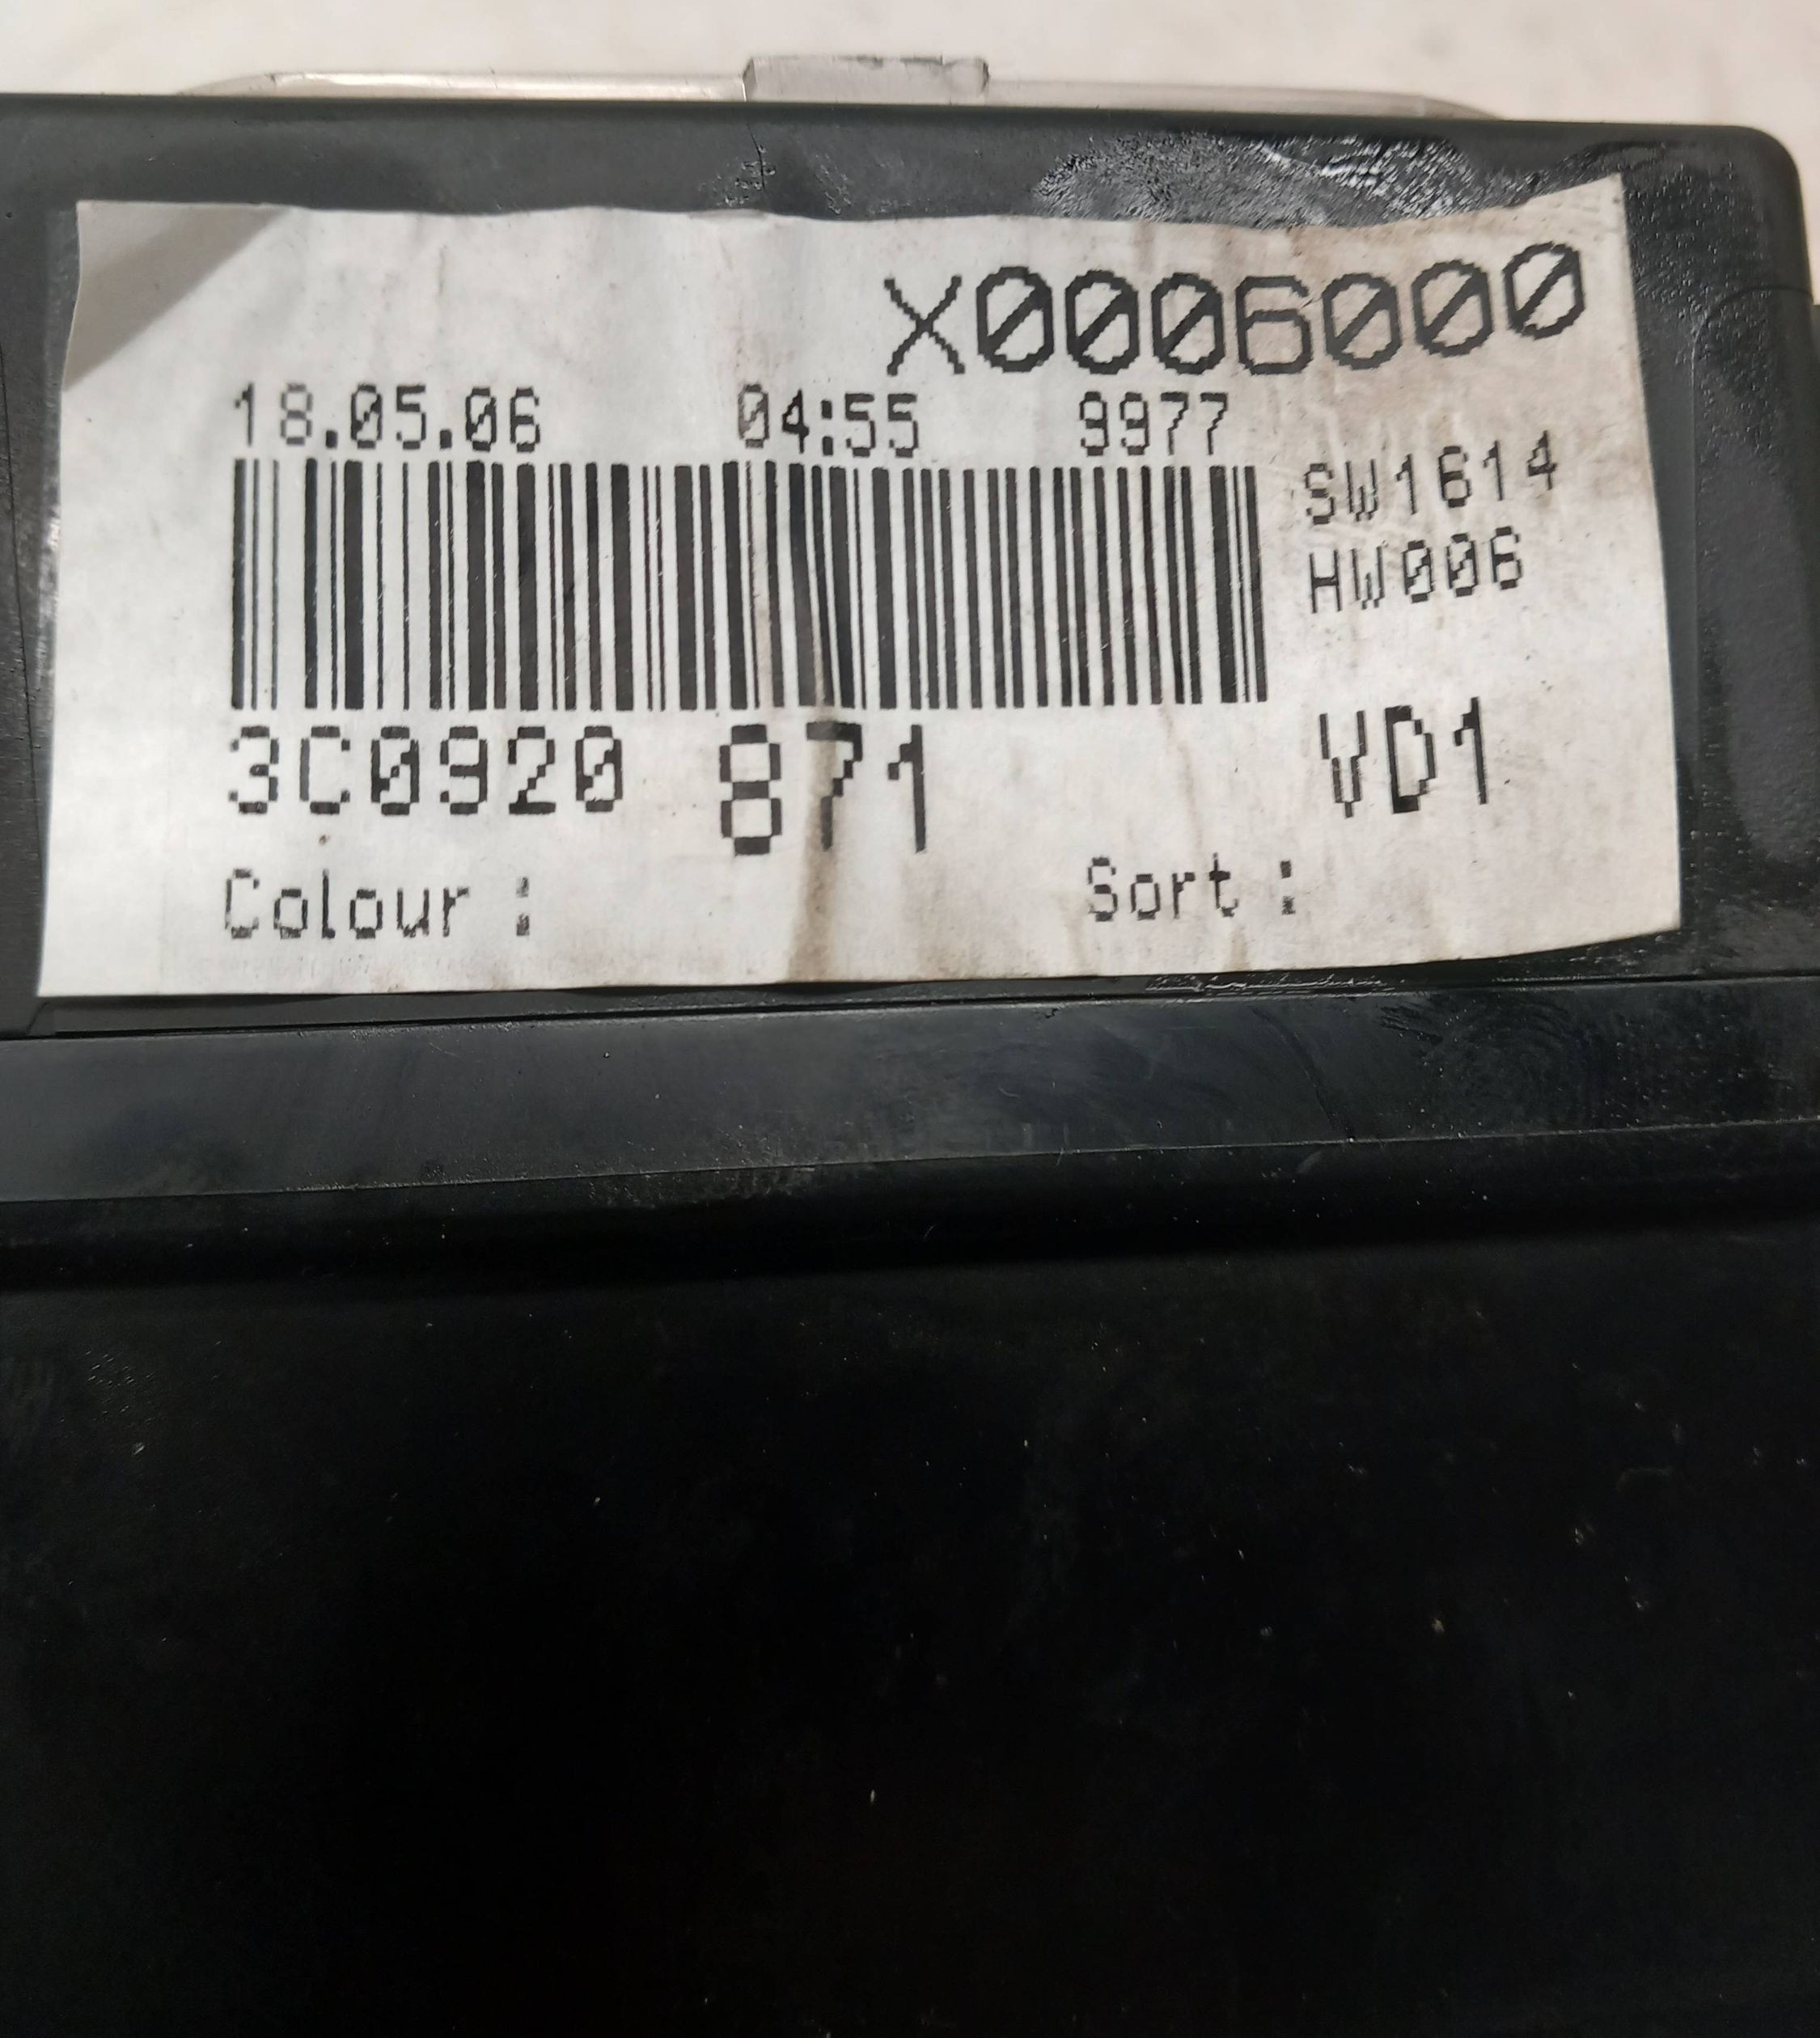 X0006000
18.05.06 04:55 9977
SW1614
HW006
3C0920 871 VD1
Colour : Sort :